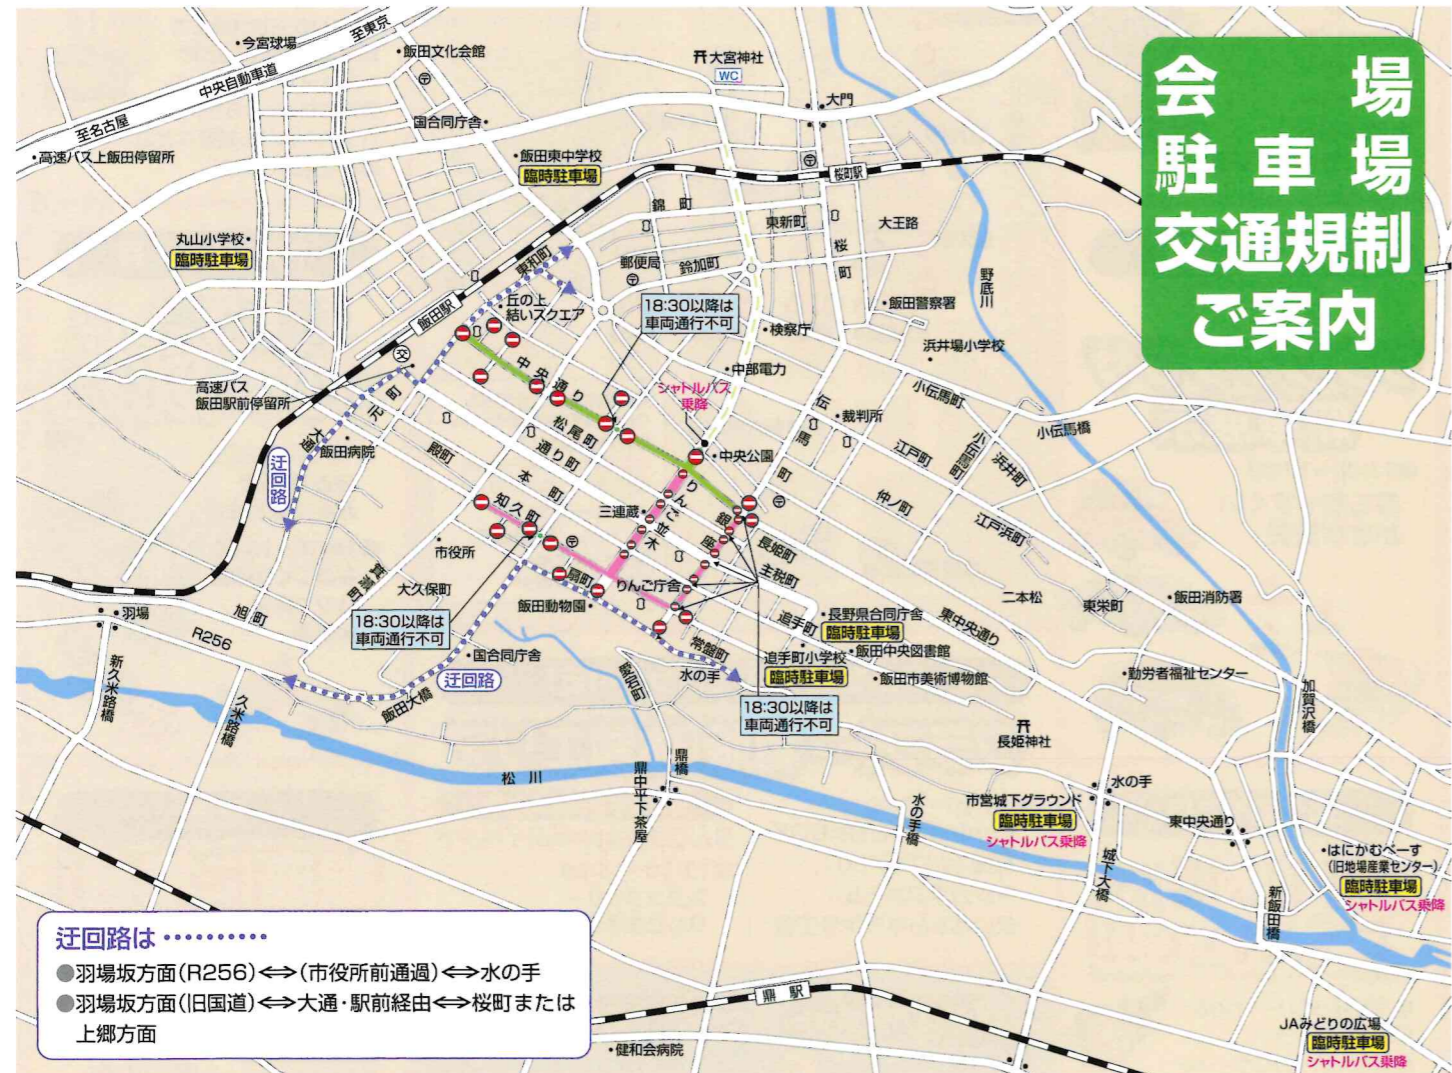 会場
駐車場
交通規制
ご案内
至東京
・今宮球場
・飯田文化会館
中央自動車道
至名古屋
国合同庁舎・
・高速バス上飯田停留所
大宮神社
WC
・大門
・飯田東中学校
臨時駐車場
桜町駅
丸山小学校・
臨時駐車場
錦町
東新町
大王路
桜町
東和町
郵便局
鈴加町
野底川
飯田駅
・丘の上
結いスクエア
18:30以降は
車両通行不可
・飯田警察署
・検察庁
浜井場小学校
・中部電力
高速バス
飯田駅前停留所
中央通り
シャトルバス
乗降
小伝馬町
小伝馬橋
元町
大通
飯田病院
松尾町
通り町
伝馬町
・裁判所
江戸町
小伝馬町
浜井町
殿町
本町
・中央公園
仲ノ町
迂回路
知久町
三連蔵
りんご並木
銀座
長姫町
江戸浜町
・市役所
主税町
大久保町
扇町
りんご庁舎
二本松
東栄町
・飯田消防署
飯田動物園
・羽場
旭町
R256
18:30以降は
車両通行不可
追手町
・長野県合同庁舎
臨時駐車場
東中央通り
・国合同庁舎
常盤町
追手町小学校
臨時駐車場
・飯田中央図書館
水の手
・飯田市美術博物館
・勤労者福祉センター
迂回路
飯田大橋
新久米路橋
久米路橋
18:30以降は
車両通行不可
長姫神社
加賀沢橋
松川
鼎橋
鼎中平下茶屋
水の手橋
・水の手
市営城下グラウンド
臨時駐車場
シャトルバス乗降
東中央通り
城下大橋
・はにかむべーす
(旧地場産業センター)
臨時駐車場
シャトルバス乗降
新飯田橋
迂回路は ‥‥‥‥‥
●羽場坂方面(R256)⇔(市役所前通過)⇔水の手
●羽場坂方面(旧国道)⇔大通・駅前経由⇔桜町または
上郷方面
鼎駅
・健和会病院
JAみどりの広場
臨時駐車場
シャトルバス乗降